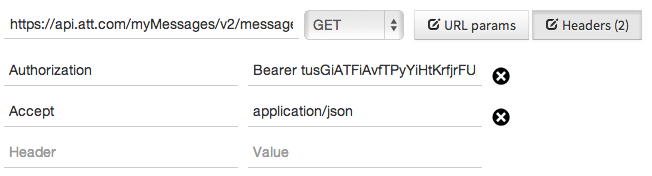 https://api.att.com/myMessages/v2/message GET URL params Headers (2)
Authorization Bearer tusGiATFiAvfTPyYiHtKrfjrFU
Accept application/json
Header Value